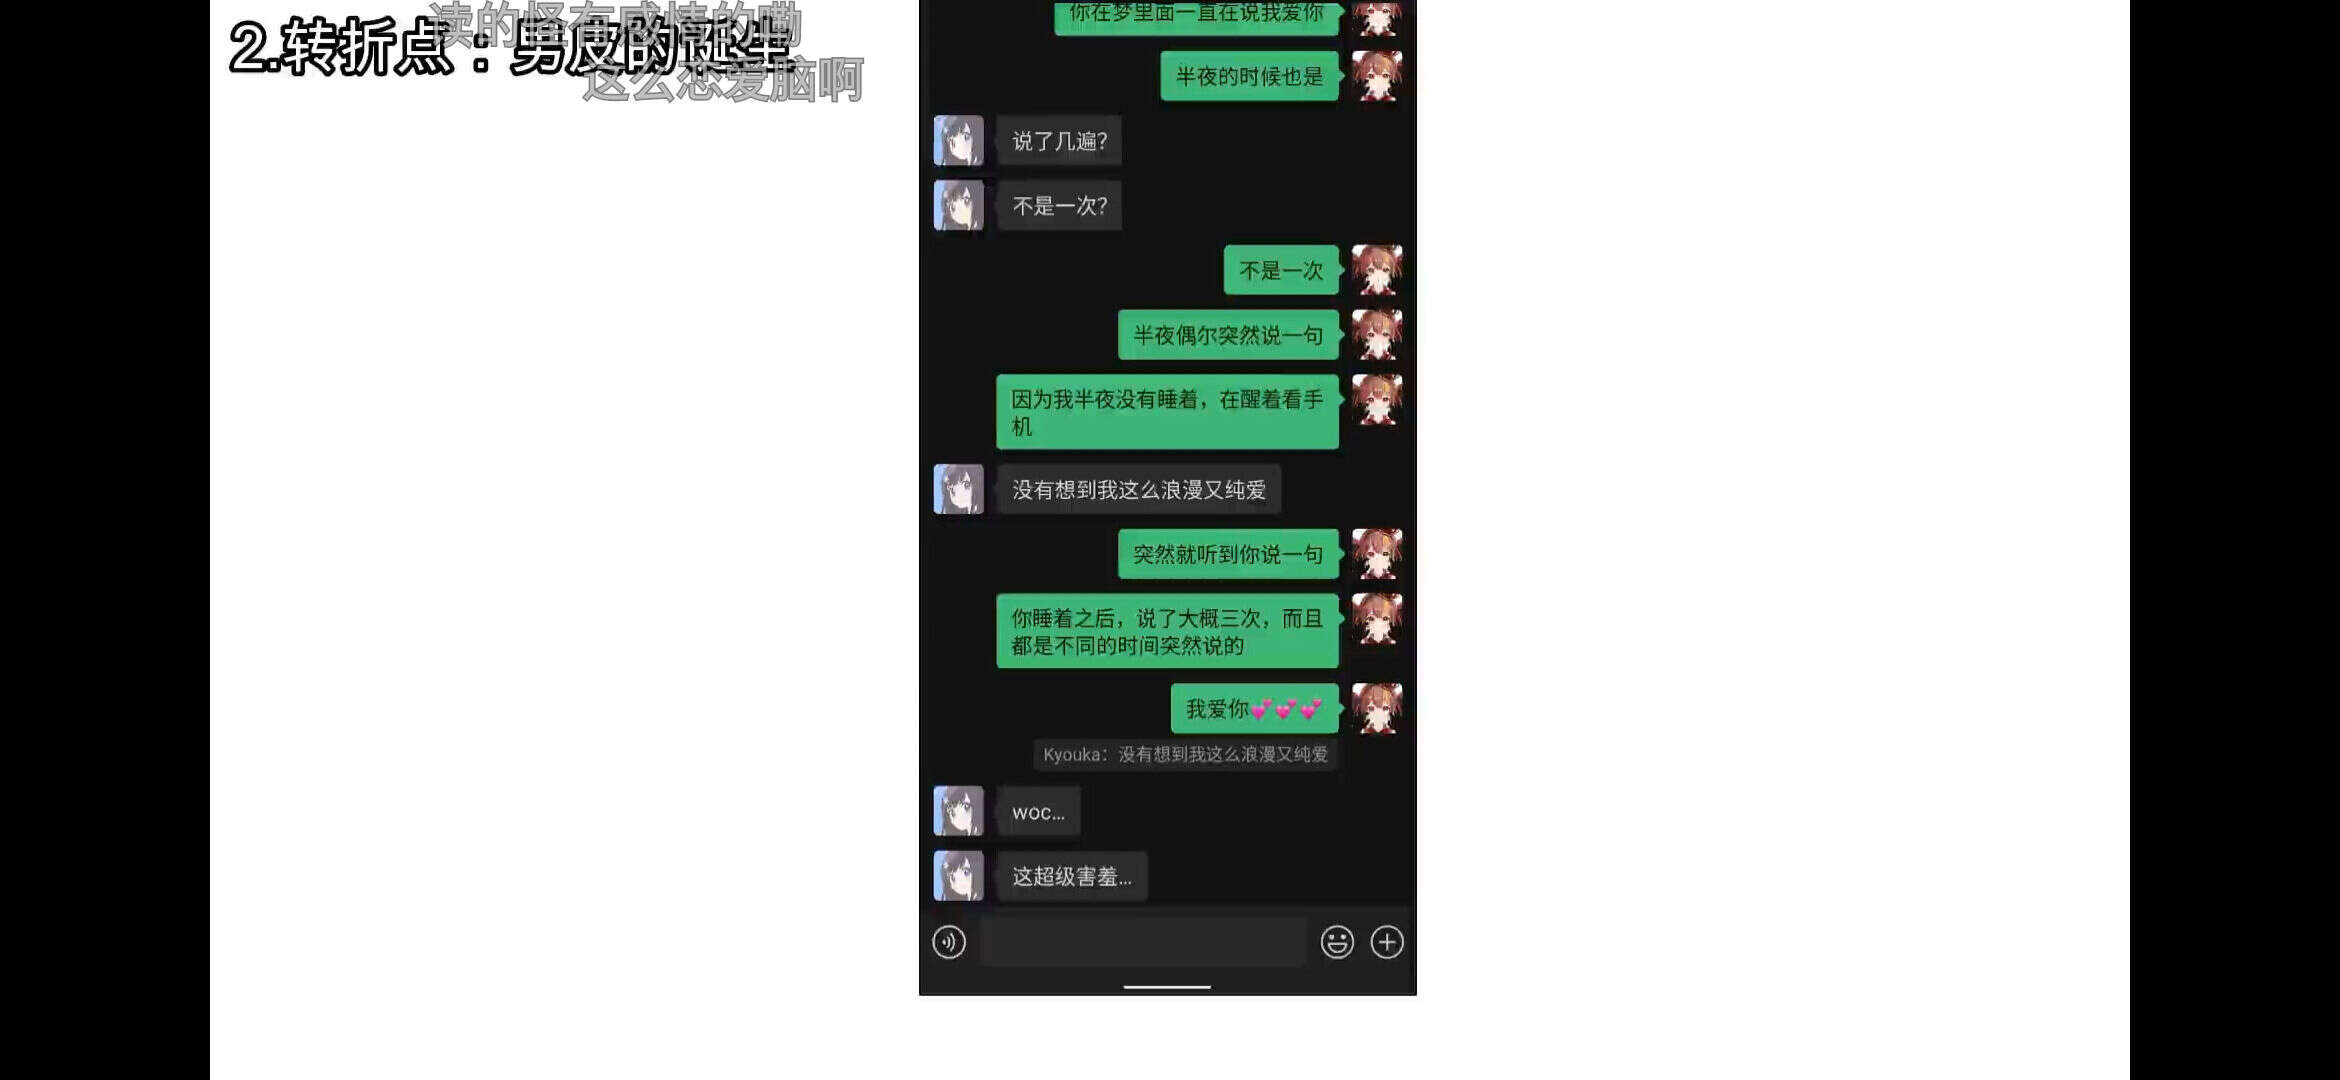 读的怪有感情的嘞
2.转折点：男皮的诞生
这么恋爱脑啊
你在梦里面一直在说我爱你
半夜的时候也是
说了几遍?
不是一次?
不是一次
半夜偶尔突然说一句
因为我半夜没有睡着，在醒着看手
机
没有想到我这么浪漫又纯爱
突然就听到你说一句
你睡着之后，说了大概三次，而且
都是不同的时间突然说的
我爱你💕💕💕
Kyouka：没有想到我这么浪漫又纯爱
woc...
这超级害羞...